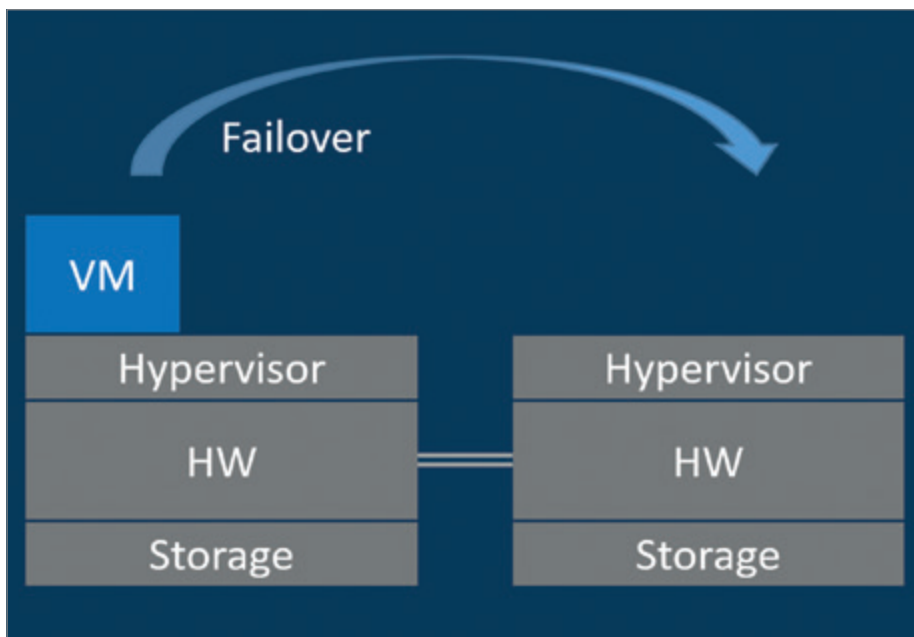 Failover
VM
Hypervisor
Hypervisor
HW
HW
Storage
Storage